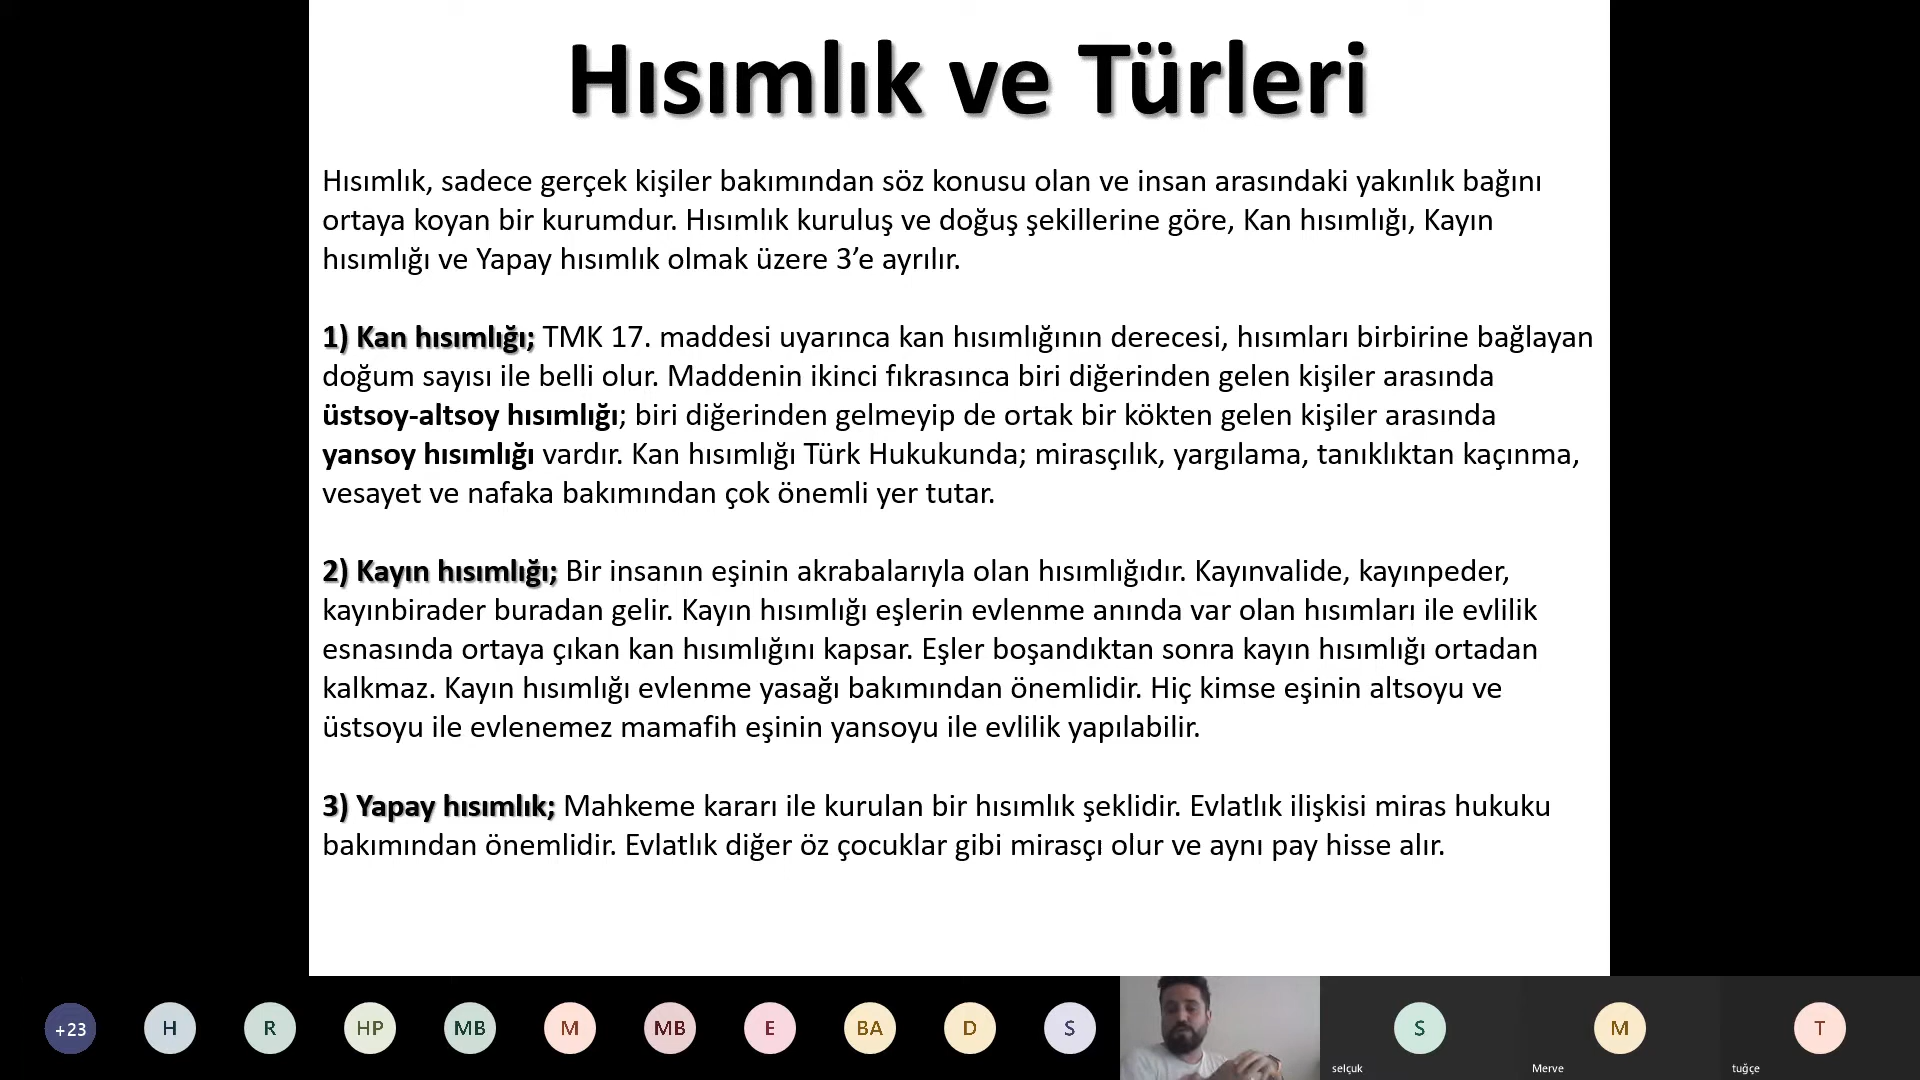 Hısımlık ve Türleri
Hısımlık, sadece gerçek kişiler bakımından söz konusu olan ve insan arasındaki yakınlık bağını
ortaya koyan bir kurumdur. Hısımlık kuruluş ve doğuş şekillerine göre, Kan hısımlığı, Kayın
hısımlığı ve Yapay hısımlık olmak üzere 3’e ayrılır.
1) Kan hısımlığı; TMK 17. maddesi uyarınca kan hısımlığının derecesi, hısımları birbirine bağlayan
doğum sayısı ile belli olur. Maddenin ikinci fıkrasınca biri diğerinden gelen kişiler arasında
üstsoy-altsoy hısımlığı; biri diğerinden gelmeyip de ortak bir kökten gelen kişiler arasında
yansoy hısımlığı vardır. Kan hısımlığı Türk Hukukunda; mirasçılık, yargılama, tanıklıktan kaçınma,
vesayet ve nafaka bakımından çok önemli yer tutar.
2) Kayın hısımlığı; Bir insanın eşinin akrabalarıyla olan hısımlığıdır. Kayınvalide, kayınpeder,
kayınbirader buradan gelir. Kayın hısımlığı eşlerin evlenme anında var olan hısımları ile evlilik
esnasında ortaya çıkan kan hısımlığını kapsar. Eşler boşandıktan sonra kayın hısımlığı ortadan
kalkmaz. Kayın hısımlığı evlenme yasağı bakımından önemlidir. Hiç kimse eşinin altsoyu ve
üstsoyu ile evlenemez mamafih eşinin yansoyu ile evlilik yapılabilir.
3) Yapay hısımlık; Mahkeme kararı ile kurulan bir hısımlık şeklidir. Evlatlık ilişkisi miras hukuku
bakımından önemlidir. Evlatlık diğer öz çocuklar gibi mirasçı olur ve aynı pay hisse alır.
+23 H R HP MB M MB E BA D S S M T
selçuk Merve tuğçe